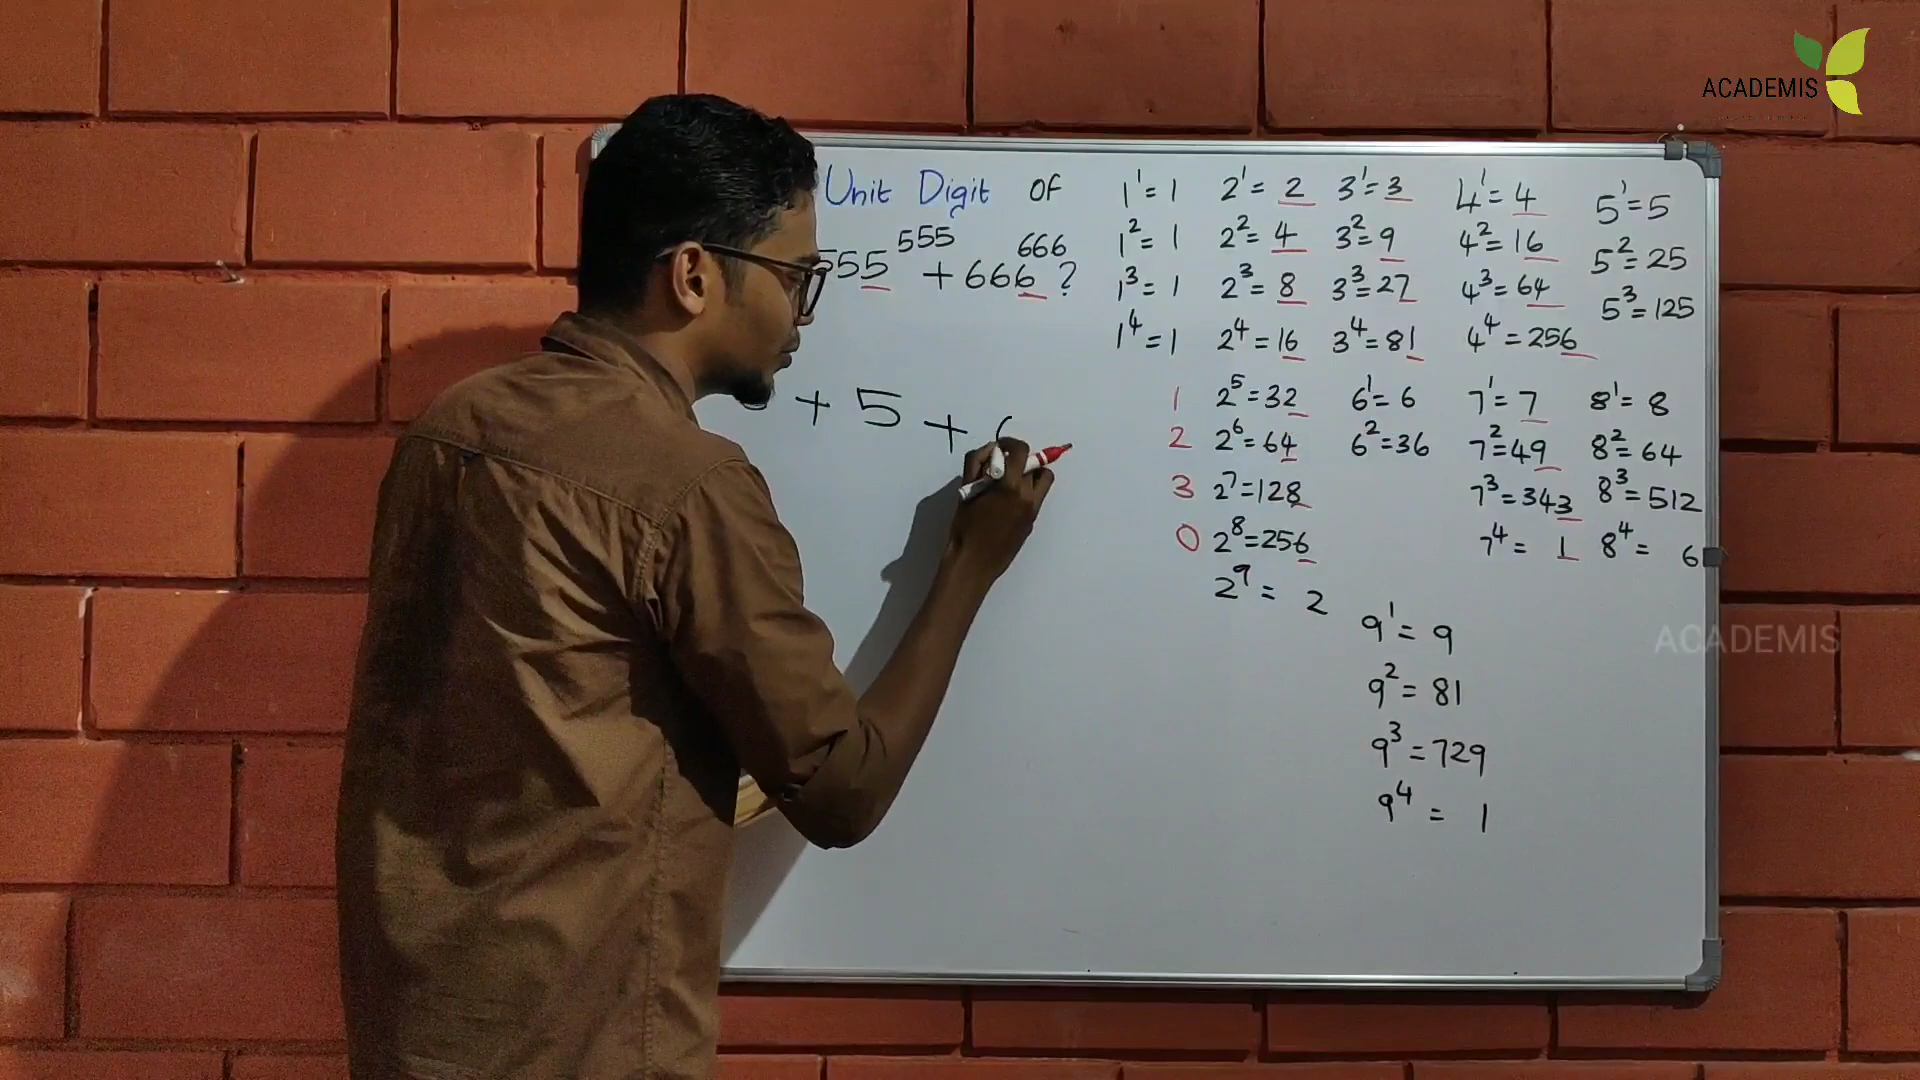 ACADEMIS
Unit Digit of
555^555 + 666^666 ?
+ 5 +
1^1 = 1
1^2 = 1
1^3 = 1
1^4 = 1
2^1 = 2
2^2 = 4
2^3 = 8
2^4 = 16
3^1 = 3
3^2 = 9
3^3 = 27
3^4 = 81
4^1 = 4
4^2 = 16
4^3 = 64
4^4 = 256
5^1 = 5
5^2 = 25
5^3 = 125
1 2^5 = 32
2 2^6 = 64
3 2^7 = 128
0 2^8 = 256
2^9 = 2
6^1 = 6
6^2 = 36
7^1 = 7
7^2 = 49
7^3 = 343
7^4 = 1
8^1 = 8
8^2 = 64
8^3 = 512
8^4 = 6
9^1 = 9
9^2 = 81
9^3 = 729
9^4 = 1
ACADEMIS